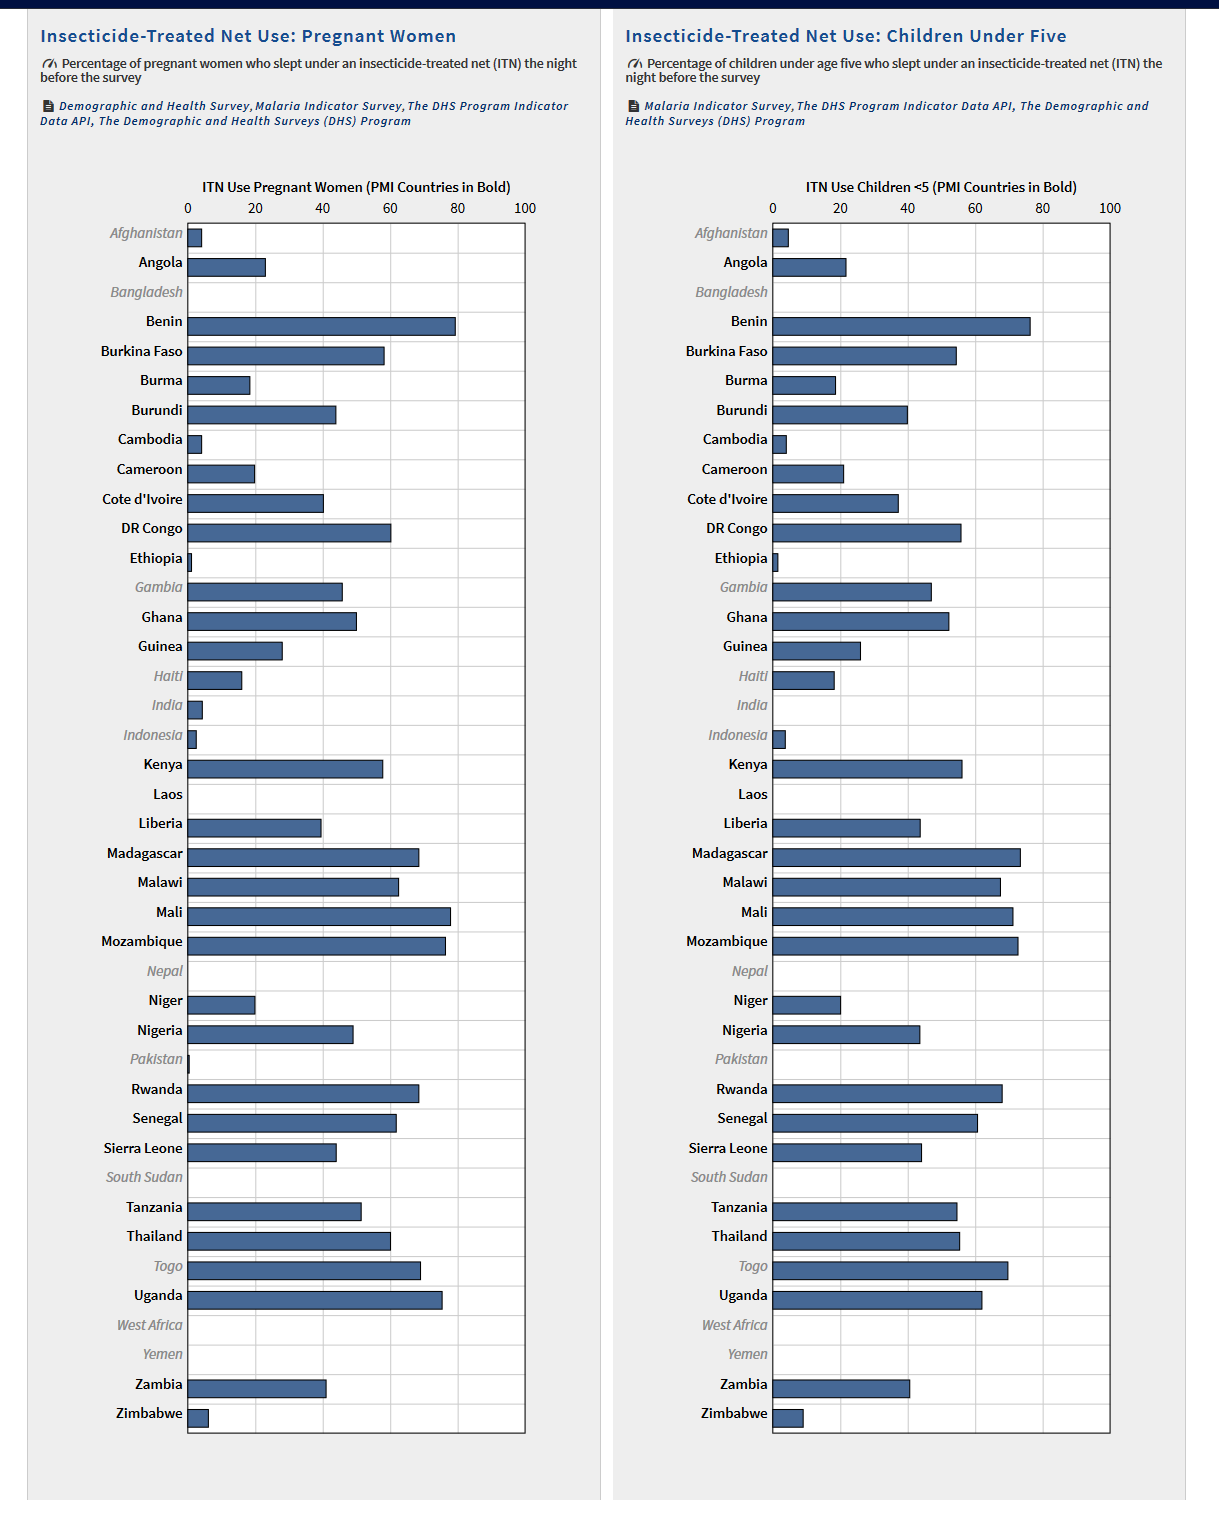 Insecticide-Treated Net Use: Pregnant Women
Percentage of pregnant women who slept under an insecticide-treated net (ITN) the night
before the survey
Demographic and Health Survey, Malaria Indicator Survey, The DHS Program Indicator
Data API, The Demographic and Health Surveys (DHS) Program
ITN Use Pregnant Women (PMI Countries in Bold)
0 20 40 60 80 100
Afghanistan
Angola
Bangladesh
Benin
Burkina Faso
Burma
Burundi
Cambodia
Cameroon
Cote d'Ivoire
DR Congo
Ethiopia
Gambia
Ghana
Guinea
Haiti
India
Indonesia
Kenya
Laos
Liberia
Madagascar
Malawi
Mali
Mozambique
Nepal
Niger
Nigeria
Pakistan
Rwanda
Senegal
Sierra Leone
South Sudan
Tanzania
Thailand
Togo
Uganda
West Africa
Yemen
Zambia
Zimbabwe
Insecticide-Treated Net Use: Children Under Five
Percentage of children under age five who slept under an insecticide-treated net (ITN) the
night before the survey
Malaria Indicator Survey, The DHS Program Indicator Data API, The Demographic and
Health Surveys (DHS) Program
ITN Use Children <5 (PMI Countries in Bold)
0 20 40 60 80 100
Afghanistan
Angola
Bangladesh
Benin
Burkina Faso
Burma
Burundi
Cambodia
Cameroon
Cote d'Ivoire
DR Congo
Ethiopia
Gambia
Ghana
Guinea
Haiti
India
Indonesia
Kenya
Laos
Liberia
Madagascar
Malawi
Mali
Mozambique
Nepal
Niger
Nigeria
Pakistan
Rwanda
Senegal
Sierra Leone
South Sudan
Tanzania
Thailand
Togo
Uganda
West Africa
Yemen
Zambia
Zimbabwe